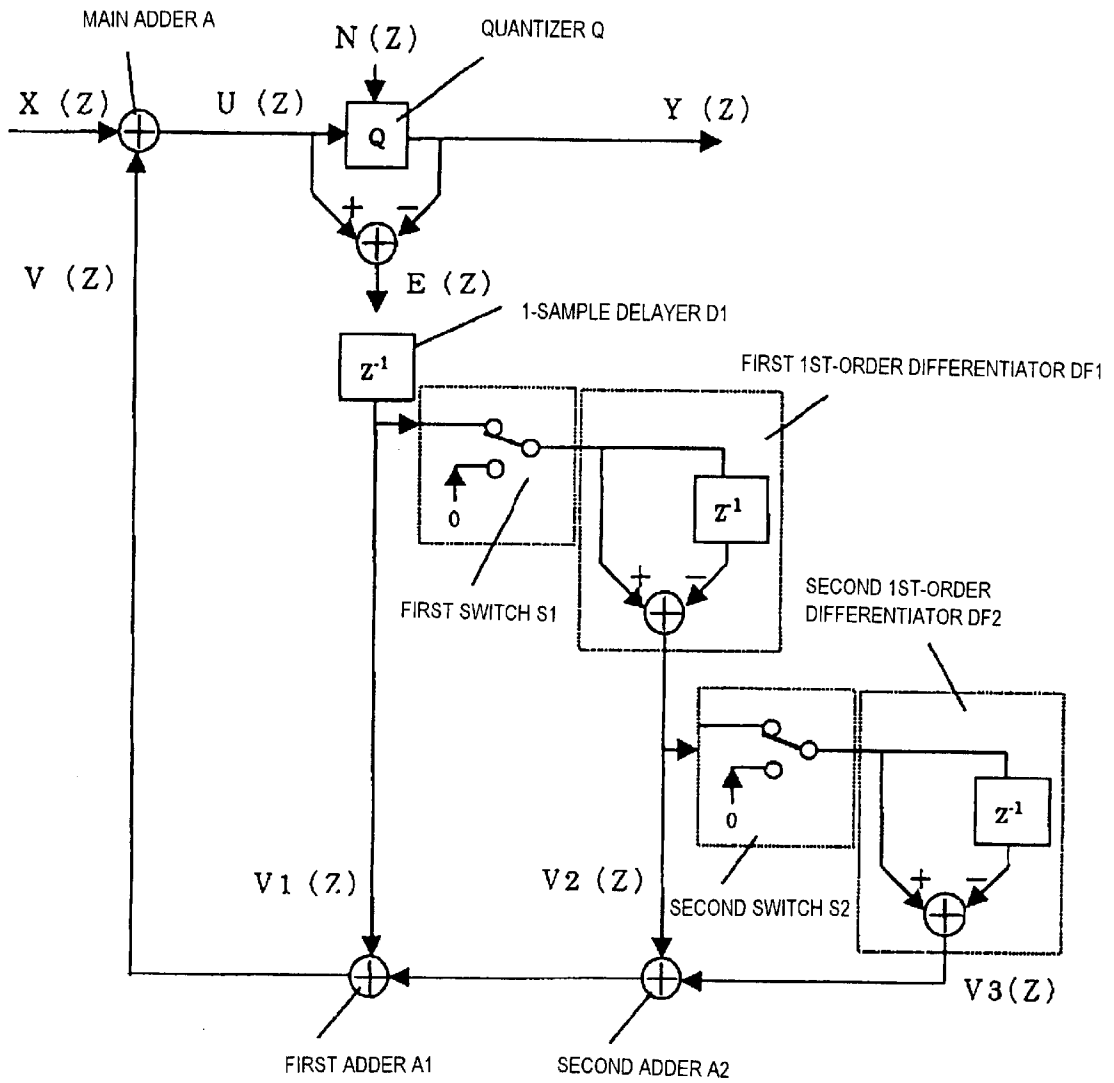 MAIN ADDER A
QUANTIZER Q
N (Z)
X (Z)
U (Z)
Q
Y (Z)
+
−
V (Z)
E (Z)
1-SAMPLE DELAYER D1
Z-1
FIRST 1ST-ORDER DIFFERENTIATOR DF1
0
Z-1
+
−
FIRST SWITCH S1
SECOND 1ST-ORDER
DIFFERENTIATOR DF2
0
Z-1
+
−
V1 (Z)
V2 (Z)
SECOND SWITCH S2
V3(Z)
FIRST ADDER A1
SECOND ADDER A2